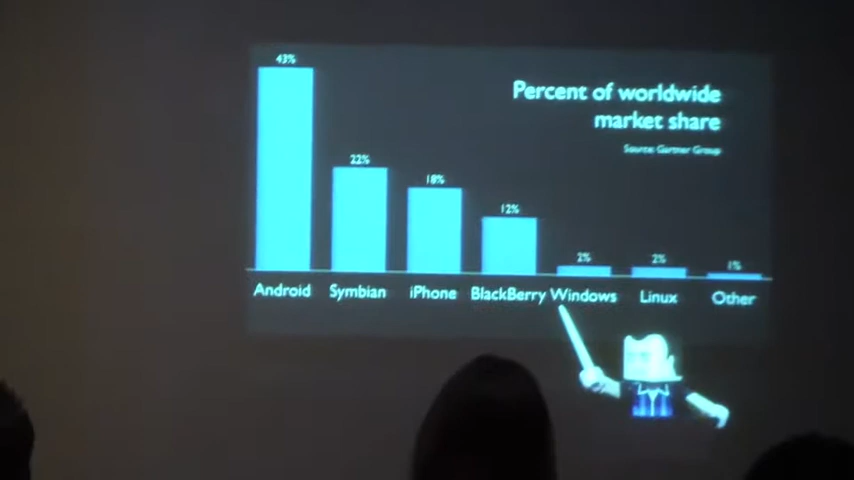 43%
Percent of worldwide
market share
Source: Gartner Group
22%
18%
12%
2%
2%
1%
Android Symbian iPhone BlackBerry Windows Linux Other